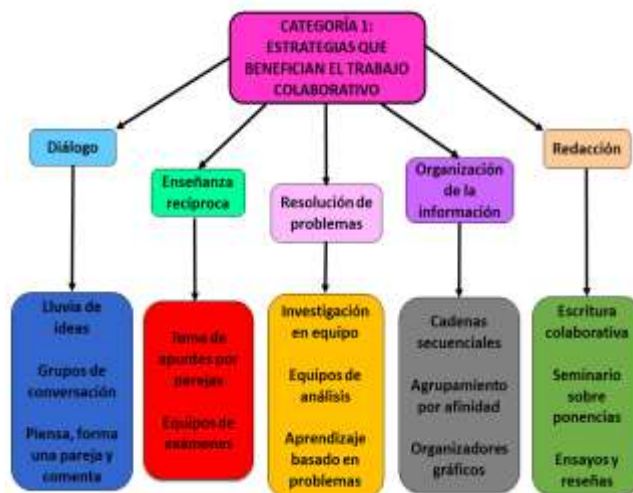 CATEGORÍA 1:
ESTRATEGIAS QUE
BENEFICIAN EL TRABAJO
COLABORATIVO
Diálogo
Enseñanza
recíproca
Resolución de
problemas
Organización
de la
información
Redacción
Lluvia de
ideas
Grupos de
conversación
Piensa, forma
una pareja y
comenta
Toma de
apuntes por
parejas
Equipos de
exámenes
Investigación
en equipo
Equipos de
análisis
Aprendizaje
basado en
problemas
Cadenas
secuenciales
Agrupamiento
por afinidad
Organizadores
gráficos
Escritura
colaborativa
Seminario
sobre
ponencias
Ensayos y
reseñas